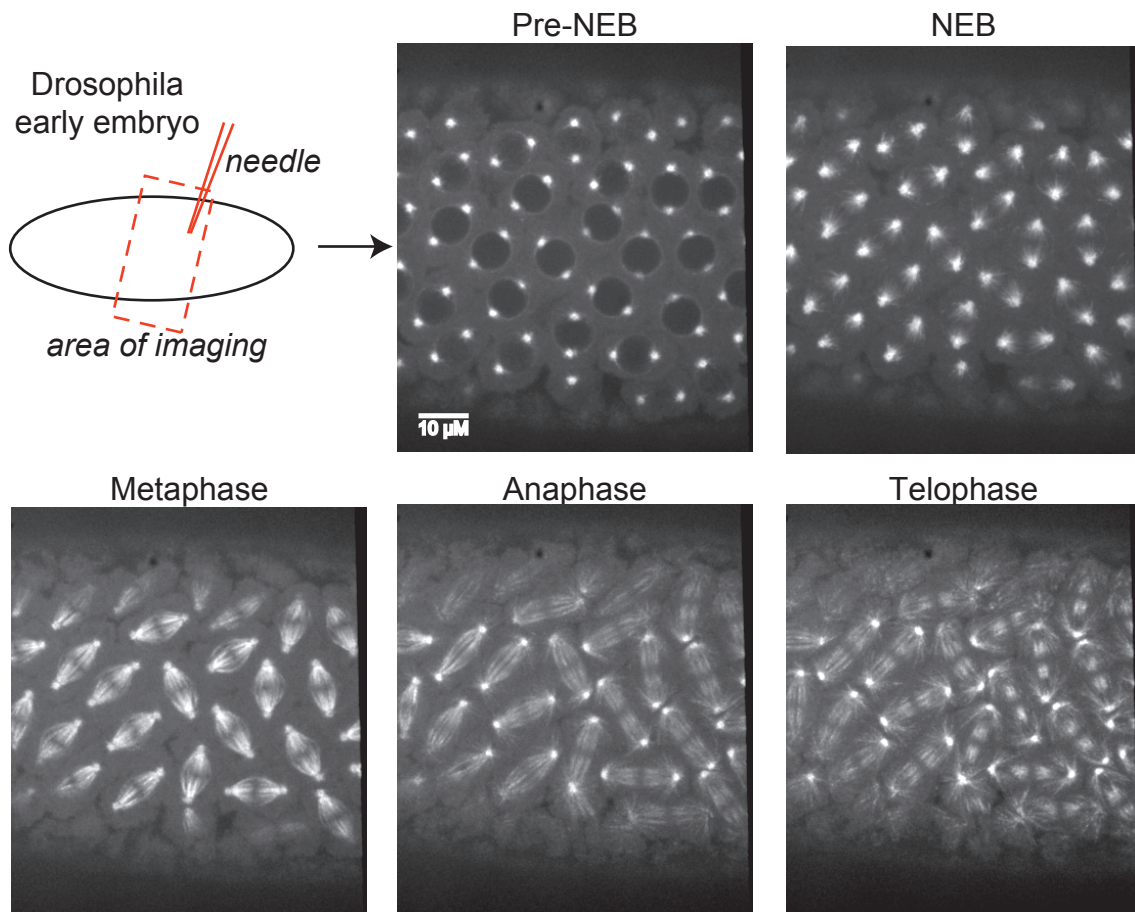 Pre-NEB
NEB
Drosophila
early embryo
needle
area of imaging
10 µM
Metaphase
Anaphase
Telophase